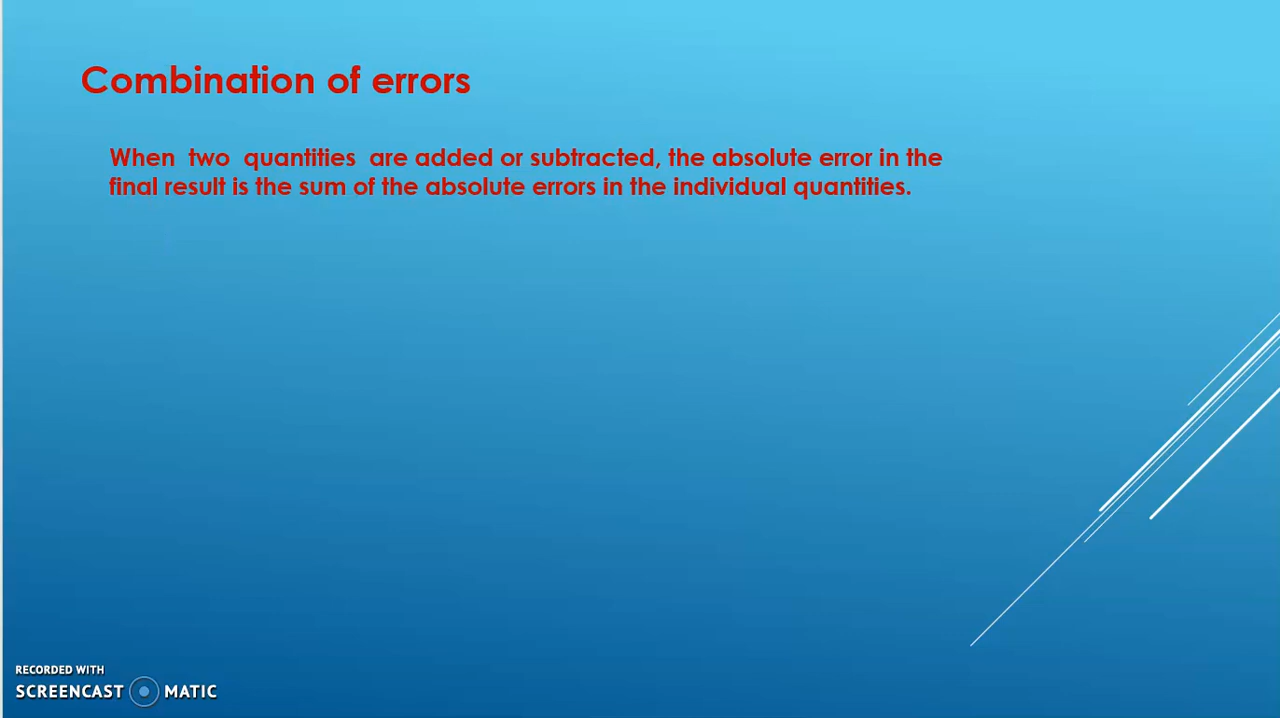 Combination of errors
When two quantities are added or subtracted, the absolute error in the
final result is the sum of the absolute errors in the individual quantities.
RECORDED WITH
SCREENCAST MATIC